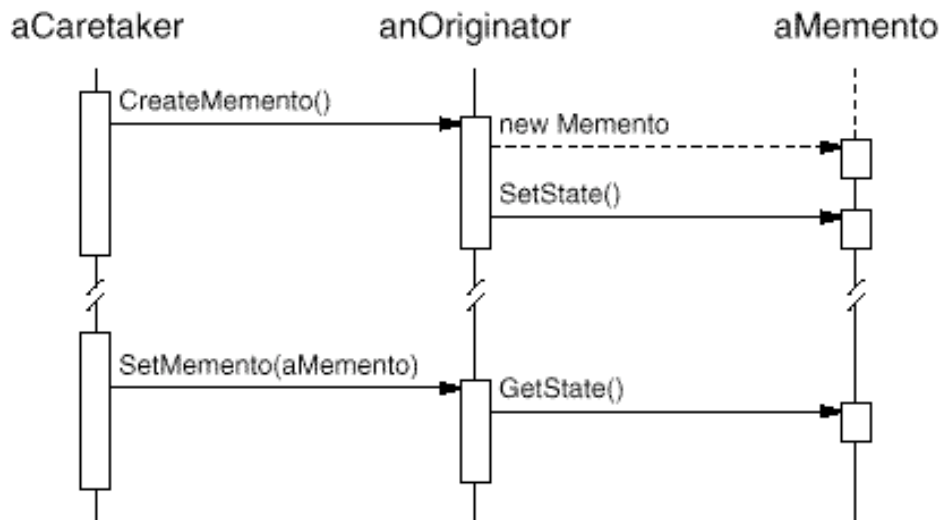 aCaretaker anOriginator aMemento
CreateMemento()
new Memento
SetState()
SetMemento(aMemento)
GetState()